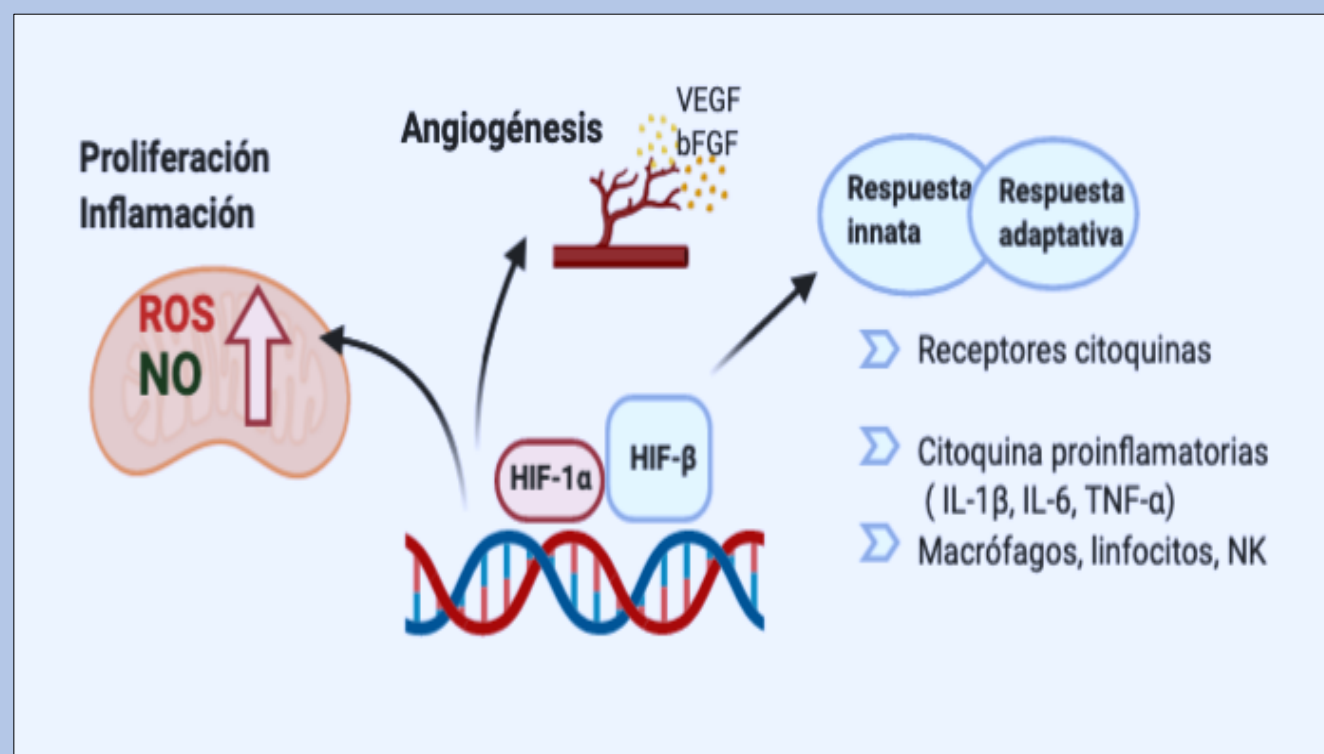 Proliferación
Inflamación
ROS
NO
Angiogénesis
VEGF
bFGF
HIF-1α
HIF-β
Respuesta
innata
Respuesta
adaptativa
Receptores citoquinas
Citoquina proinflamatorias
( IL-1β, IL-6, TNF-α)
Macrófagos, linfocitos, NK